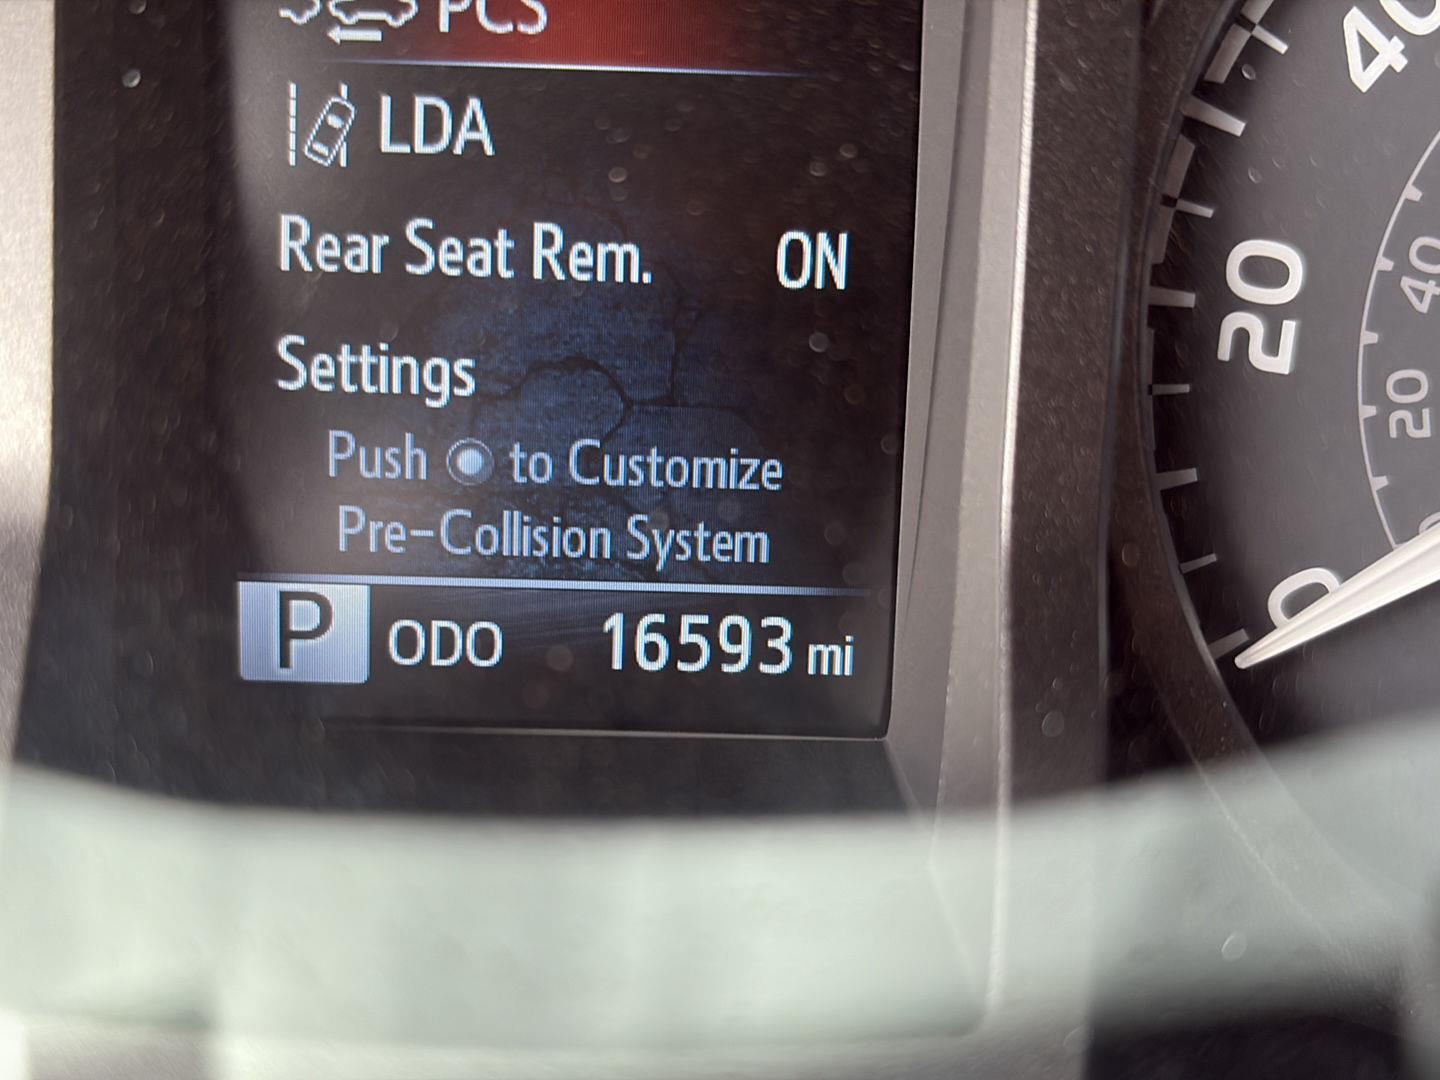 PCS
LDA
Rear Seat Rem. ON
Settings
Push to Customize
Pre-Collision System
P ODO 16593 mi
40
20
0
40
20